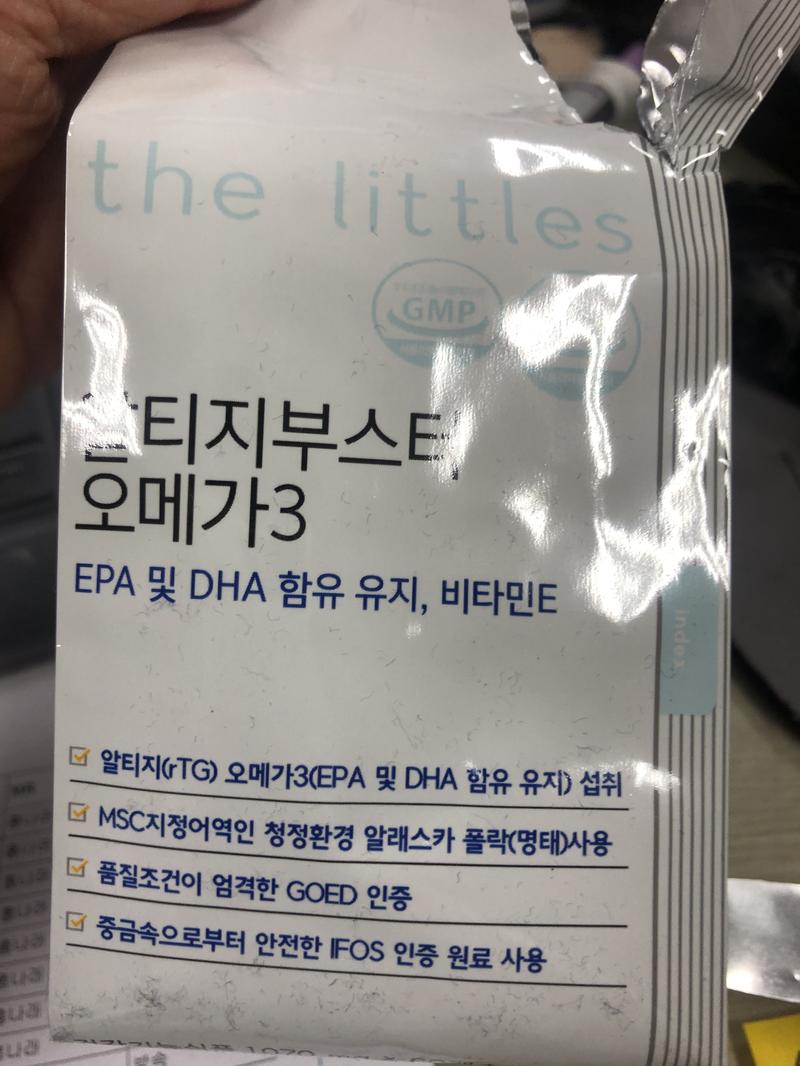 the littles
GMP
알티지부스터
오메가3
EPA 및 DHA 함유 유지, 비타민E
index
알티지(rTG) 오메가3(EPA 및 DHA 함유 유지) 섭취
MSC지정어역인 청정환경 알래스카 폴락(명태)사용
품질조건이 엄격한 GOED 인증
중금속으로부터 안전한 IFOS 인증 원료 사용